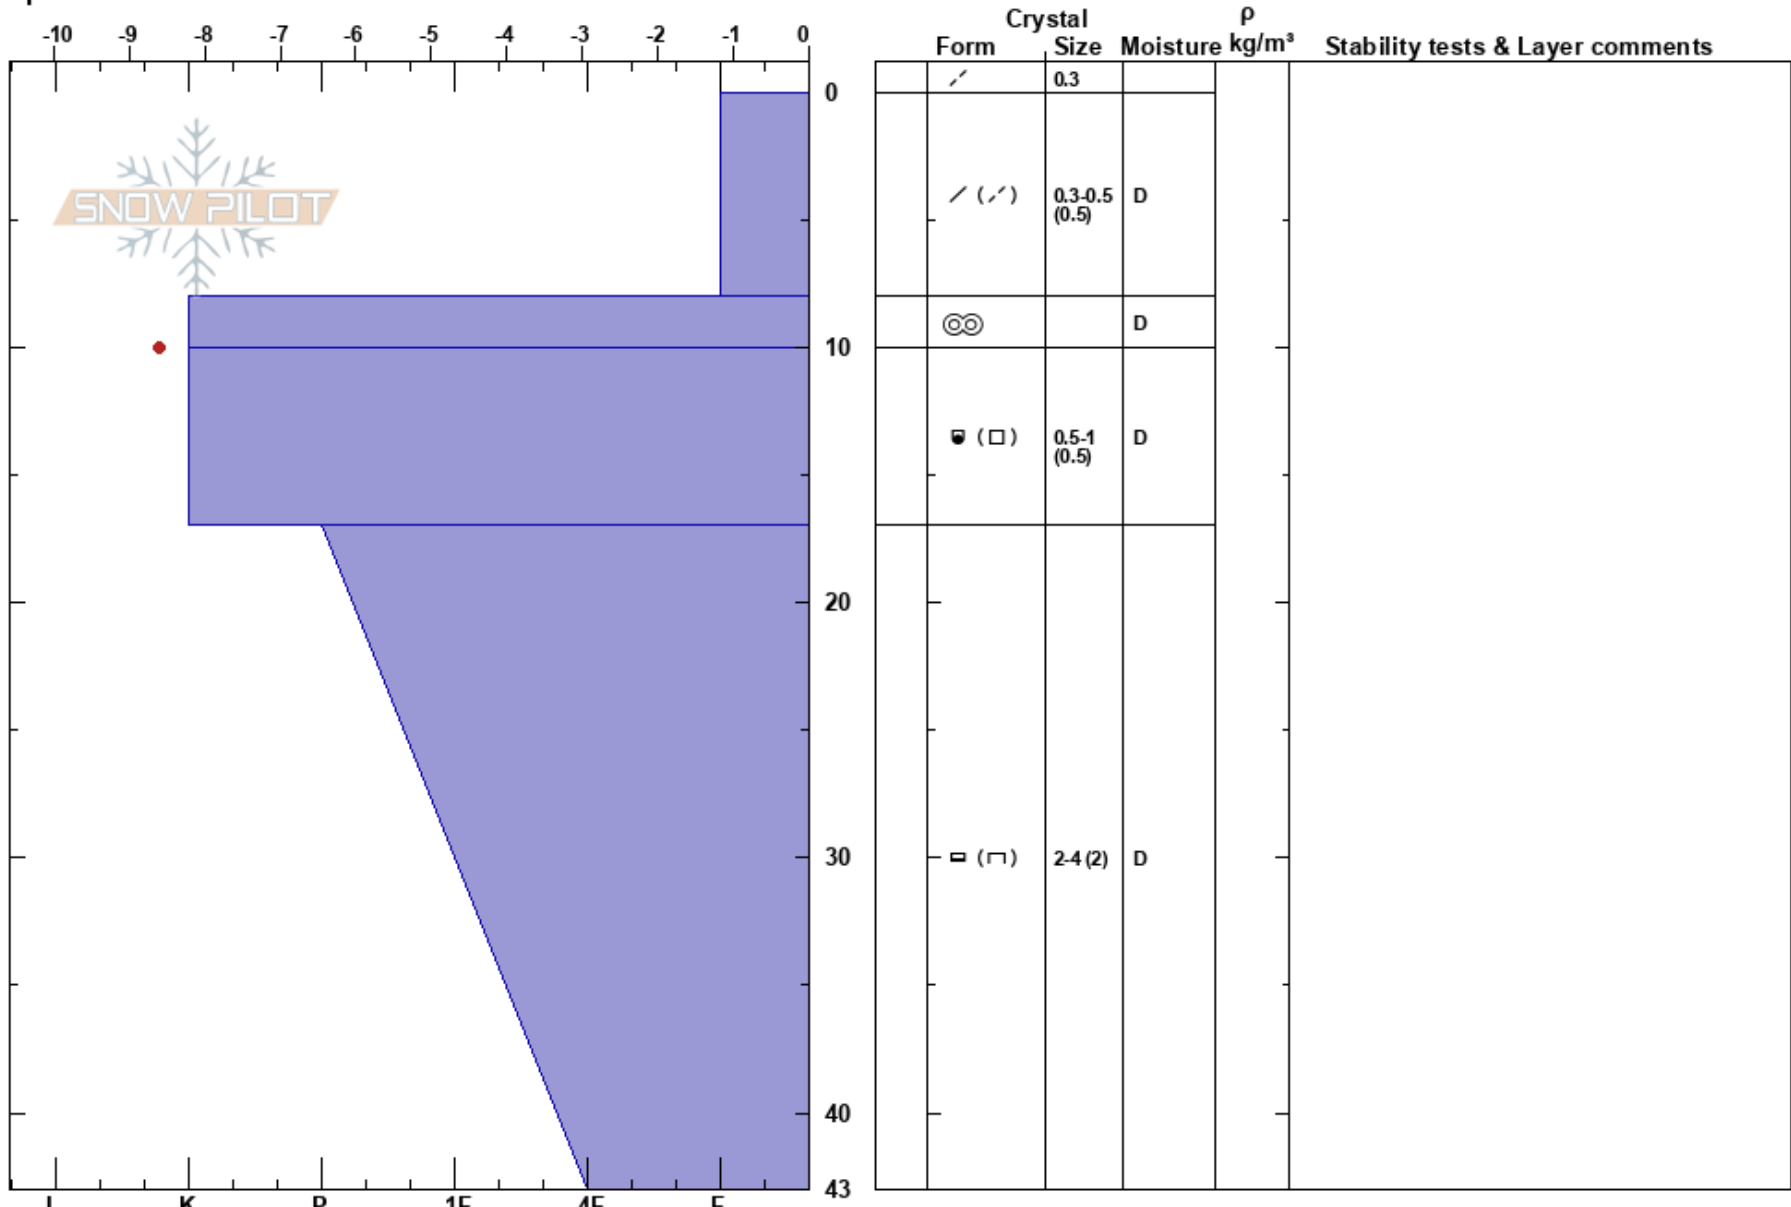 Crystal ρ
-10 -9 -8 -7 -6 -5 -4 -3 -2 -1 0
Form Size Moisture kg/m³ Stability tests & Layer comments
0.3
0
SNOW PILOT
0.3-0.5 D
(0.5)
D
10
0.5-1 D
(0.5)
20
30
2-4 (2) D
40
43
K P 1F 4F F